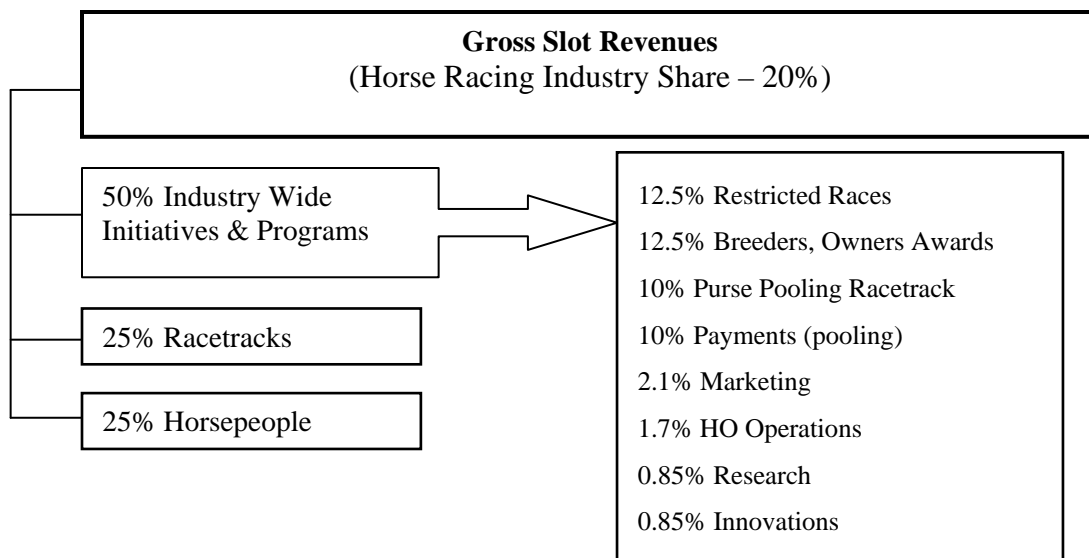 Gross Slot Revenues
(Horse Racing Industry Share – 20%)
50% Industry Wide
Initiatives & Programs
25% Racetracks
25% Horsepeople
12.5% Restricted Races
12.5% Breeders, Owners Awards
10% Purse Pooling Racetrack
10% Payments (pooling)
2.1% Marketing
1.7% HO Operations
0.85% Research
0.85% Innovations